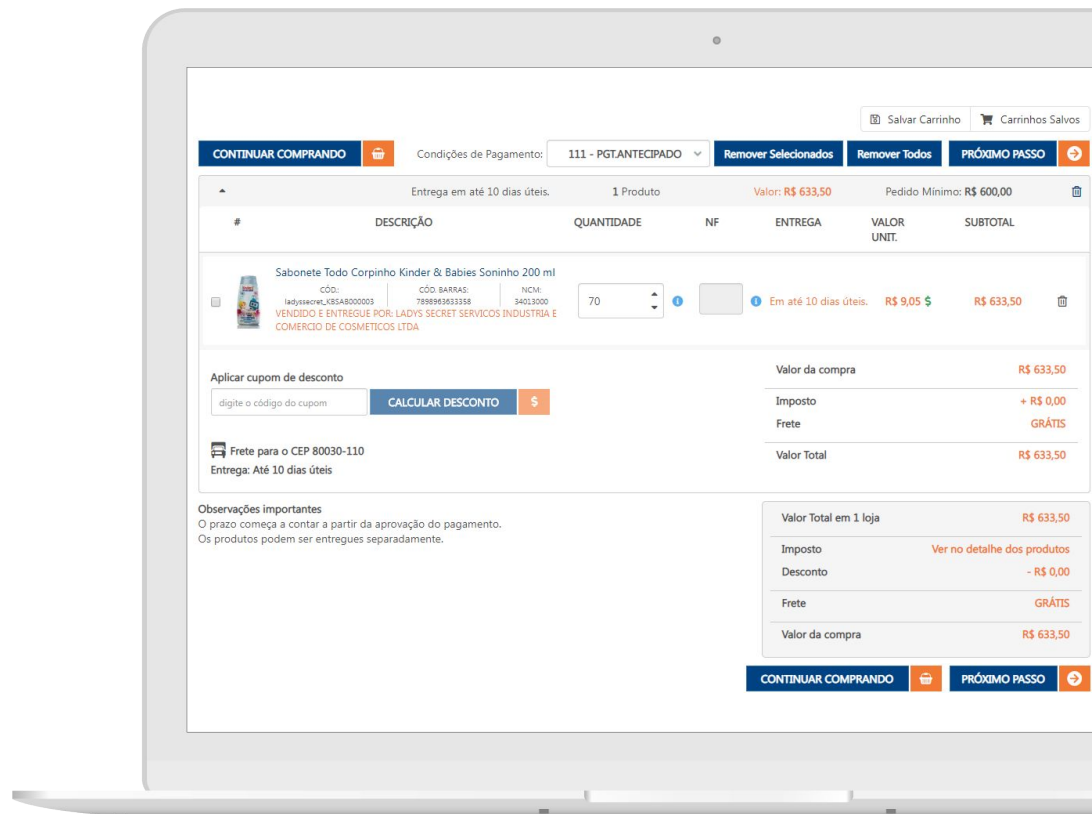 Salvar Carrinho Carrinhos Salvos
CONTINUAR COMPRANDO Condições de Pagamento: 111 - PGT.ANTECIPADO Remover Selecionados Remover Todos PRÓXIMO PASSO
Entrega em até 10 dias úteis. 1 Produto Valor: R$ 633,50 Pedido Mínimo: R$ 600,00
# DESCRIÇÃO QUANTIDADE NF ENTREGA VALOR UNIT. SUBTOTAL
Sabonete Todo Corpinho Kinder & Babies Soninho 200 ml
CÓD.: CÓD. BARRAS: NCM:
ladyssecret_KBSAB000003 7898963633358 34013000
VENDIDO E ENTREGUE POR: LADYS SECRET SERVICOS INDUSTRIA E
COMERCIO DE COSMETICOS LTDA
70 Em até 10 dias úteis. R$ 9,05 $ R$ 633,50
Aplicar cupom de desconto
digite o código do cupom CALCULAR DESCONTO $
Frete para o CEP 80030-110
Entrega: Até 10 dias úteis
Valor da compra R$ 633,50
Imposto + R$ 0,00
Frete GRÁTIS
Valor Total R$ 633,50
Observações importantes
O prazo começa a contar a partir da aprovação do pagamento.
Os produtos podem ser entregues separadamente.
Valor Total em 1 loja R$ 633,50
Imposto Ver no detalhe dos produtos
Desconto - R$ 0,00
Frete GRÁTIS
Valor da compra R$ 633,50
CONTINUAR COMPRANDO PRÓXIMO PASSO